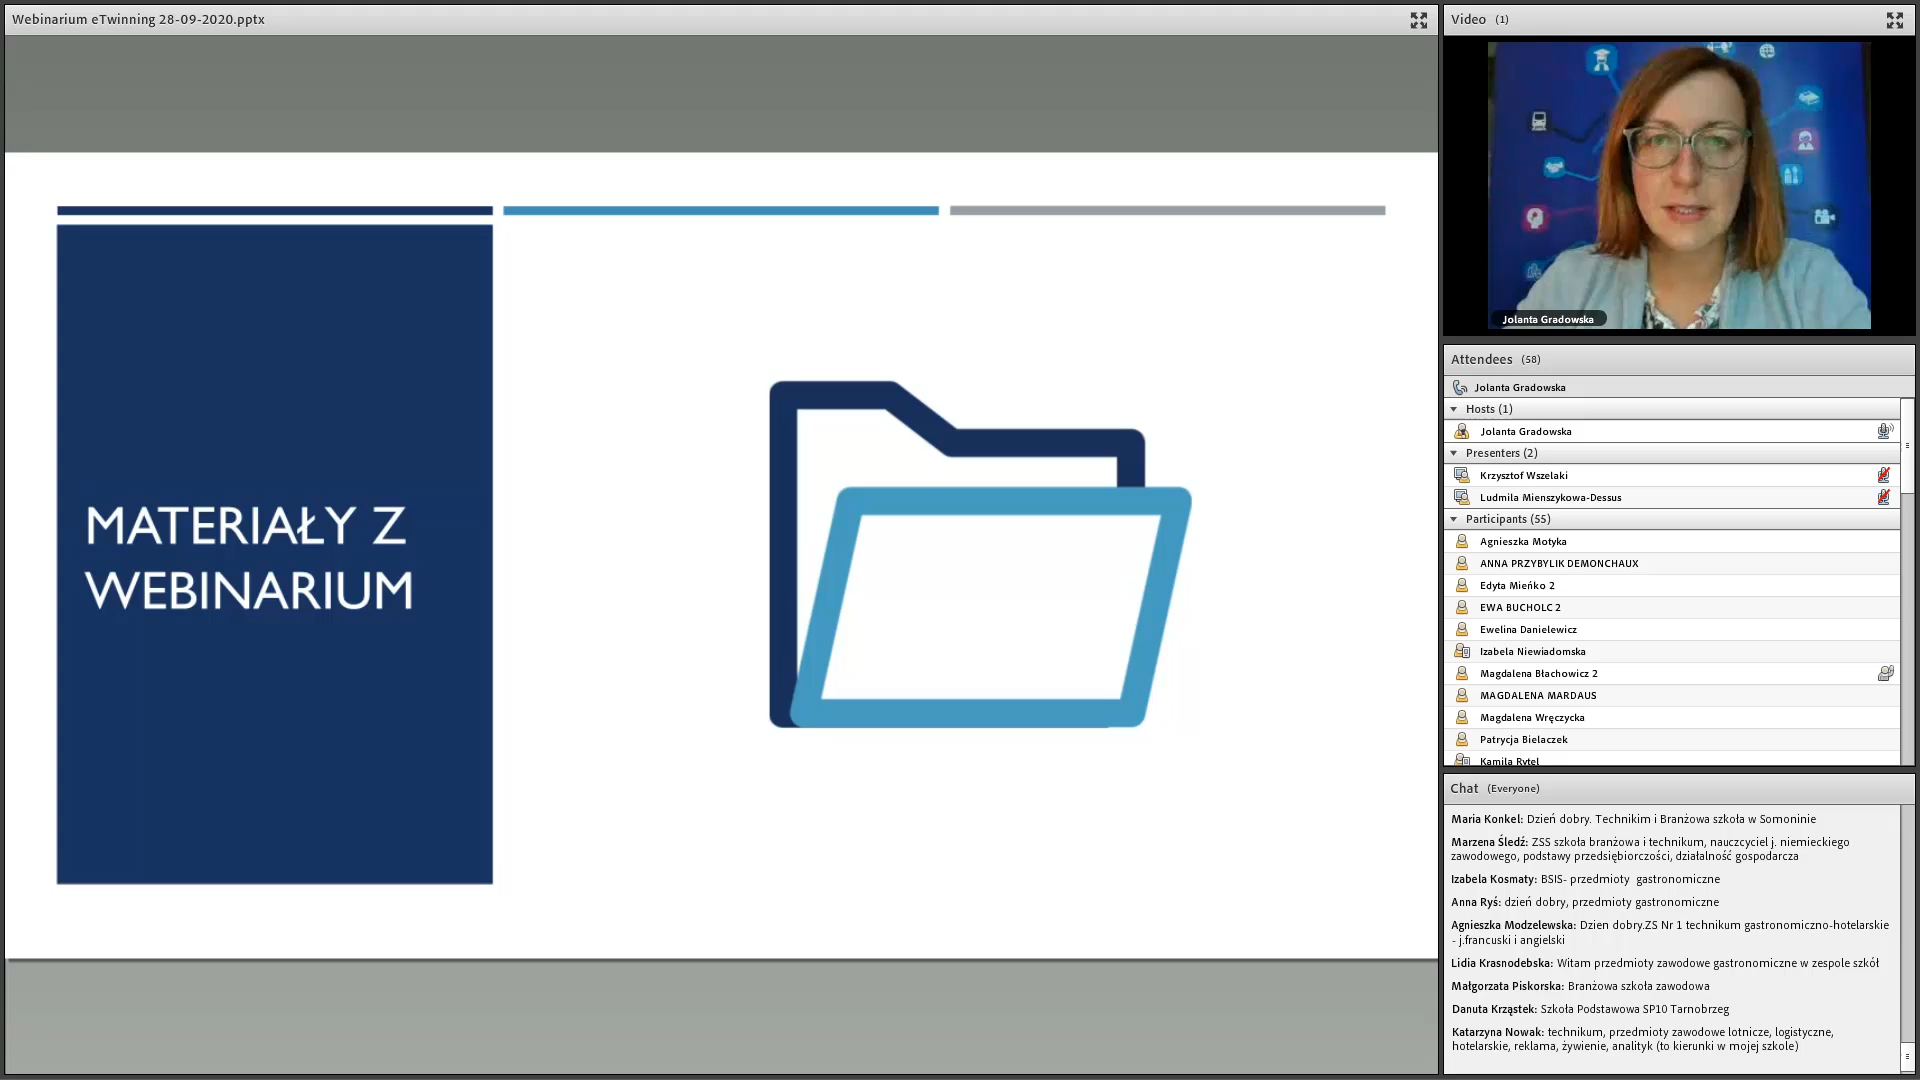 Webinarium eTwinning 28-09-2020.pptx
MATERIAŁY Z
WEBINARIUM
Video (1)
Jolanta Gradowska
Attendees (58)
Jolanta Gradowska
Hosts (1)
Jolanta Gradowska
Presenters (2)
Krzysztof Wszelaki
Ludmila Mienszykowa-Dessus
Participants (55)
Agnieszka Motyka
ANNA PRZYBYLIK DEMONCHAUX
Edyta Mieńko 2
EWA BUCHOLC 2
Ewelina Danielewicz
Izabela Niewiadomska
Magdalena Błachowicz 2
MAGDALENA MARDAUS
Magdalena Wręczycka
Patrycja Bielaczek
Kamila Rytel
Chat (Everyone)
Maria Konkel: Dzień dobry. Technikim i Branżowa szkoła w Somoninie
Marzena Śledź: ZSS szkoła branżowa i technikum, nauczcyciel j. niemieckiego
zawodowego, podstawy przedsiębiorczości, działalność gospodarcza
Izabela Kosmaty: BSIS- przedmioty gastronomiczne
Anna Ryś: dzień dobry, przedmioty gastronomiczne
Agnieszka Modzelewska: Dzien dobry.ZS Nr 1 technikum gastronomiczno-hotelarskie
- j.francuski i angielski
Lidia Krasnodebska: Witam przedmioty zawodowe gastronomiczne w zespole szkół
Małgorzata Piskorska: Branżowa szkoła zawodowa
Danuta Krząstek: Szkoła Podstawowa SP10 Tarnobrzeg
Katarzyna Nowak: technikum, przedmioty zawodowe lotnicze, logistyczne,
hotelarskie, reklama, żywienie, analityk (to kierunki w mojej szkole)